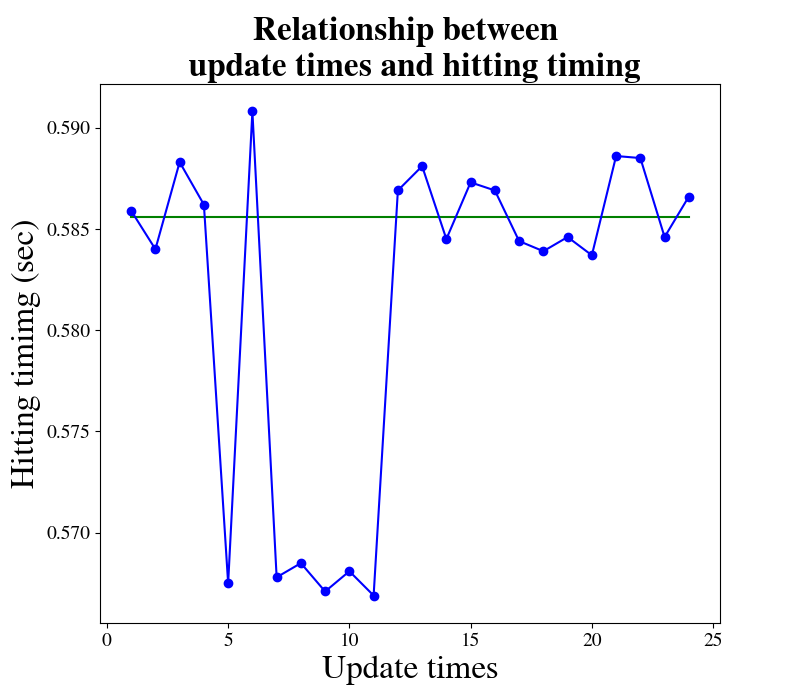 Relationship between
update times and hitting timing
0.590
0.585
0.580
0.575
0.570
Hitting timimg (sec)
0 5 10 15 20 25
Update times